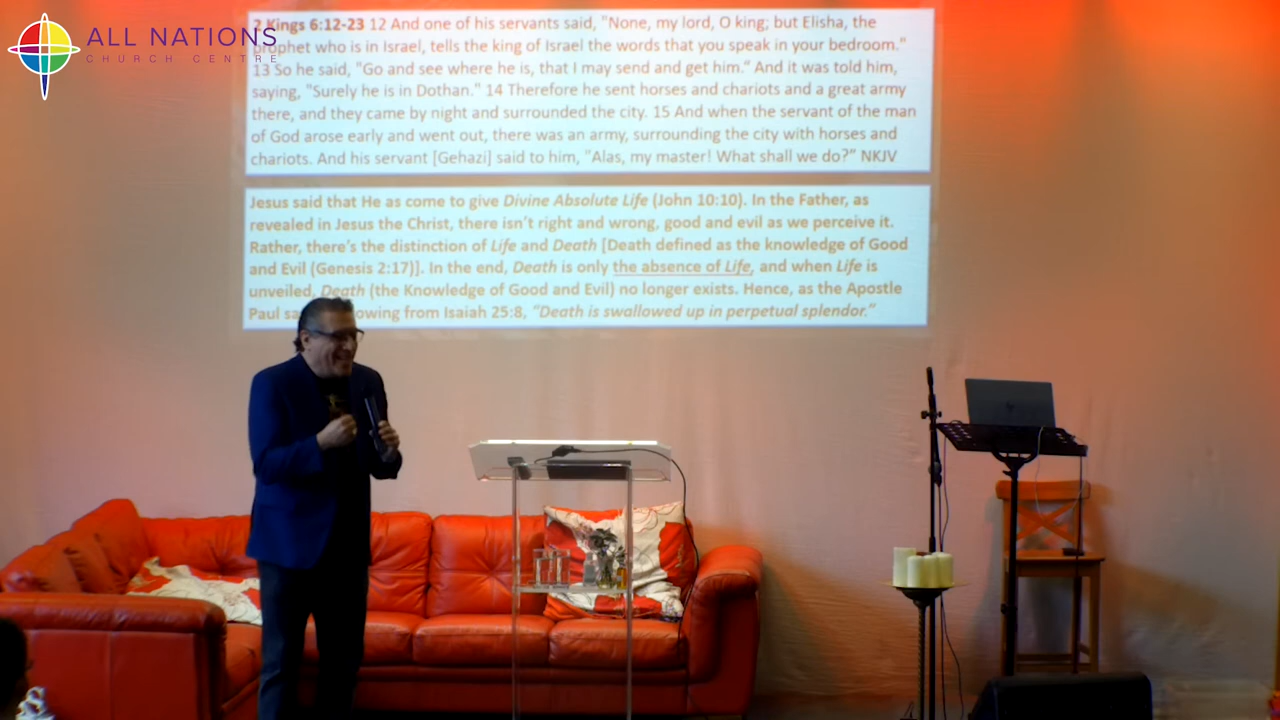 ALL NATIONS
CHURCH CENTRE
2 Kings 6:12-23 12 And one of his servants said, "None, my lord, O king; but Elisha, the
prophet who is in Israel, tells the king of Israel the words that you speak in your bedroom."
13 So he said, "Go and see where he is, that I may send and get him." And it was told him,
saying, "Surely he is in Dothan." 14 Therefore he sent horses and chariots and a great army
there, and they came by night and surrounded the city. 15 And when the servant of the man
of God arose early and went out, there was an army, surrounding the city with horses and
chariots. And his servant [Gehazi] said to him, "Alas, my master! What shall we do?" NKJV
Jesus said that He as come to give Divine Absolute Life (John 10:10). In the Father, as
revealed in Jesus the Christ, there isn't right and wrong, good and evil as we perceive it.
Rather, there's the distinction of Life and Death [Death defined as the knowledge of Good
and Evil (Genesis 2:17)]. In the end, Death is only the absence of Life, and when Life is
unveiled, Death (the Knowledge of Good and Evil) no longer exists. Hence, as the Apostle
Paul from Isaiah 25:8, "Death is swallowed up in perpetual splendor."